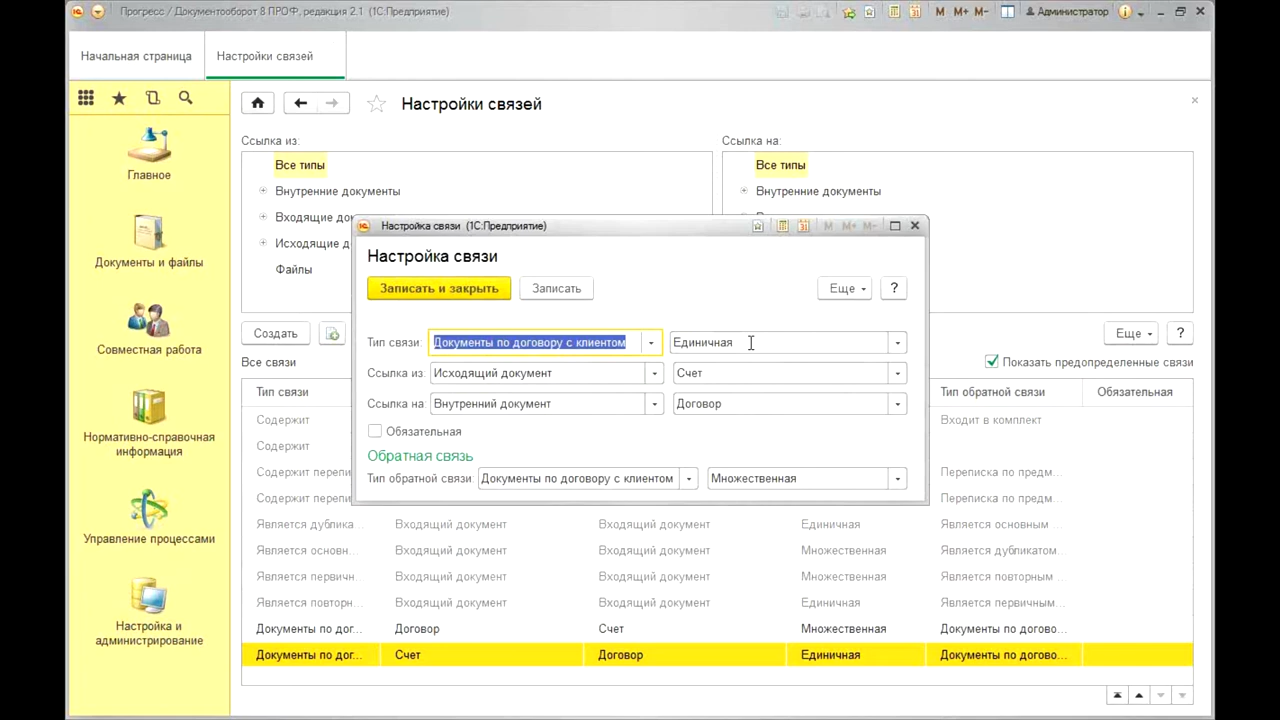 Прогресс / Документооборот 8 ПРОФ, редакция 2.1 (1С:Предприятие)
M M+ M- Администратор
Начальная страница Настройки связей
Настройки связей
Ссылка из: Ссылка на:
Все типы Все типы
Внутренние документы Внутренние документы
Входящие до
Исходящие д
Файлы
Главное
Документы и файлы
Совместная работа
Нормативно-справочная
информация
Управление процессами
Настройка и
администрирование
Настройка связи (1С:Предприятие) M M+ M-
Настройка связи
Записать и закрыть Записать Еще ?
Тип связи: Документы по договору с клиентом Единичная
Ссылка из: Исходящий документ Счет
Ссылка на: Внутренний документ Договор
Обязательная
Обратная связь
Тип обратной связи: Документы по договору с клиентом Множественная
Создать Еще ?
Все связи Показать предопределенные
Тип связи Тип обратной связи Обязательная
Содержит Входит в комплект
Содержит
Содержит перепи... Переписка по предм...
Содержит перепи... Переписка по предм...
Является дублика... Входящий документ Входящий документ Единичная Является основным ...
Является основн... Входящий документ Входящий документ Множественная Является дубликатом...
Является первичн... Входящий документ Входящий документ Множественная Является повторным ...
Является повторн... Входящий документ Входящий документ Единичная Является первичным ...
Документы по дог... Договор Счет Множественная Документы по догово...
Документы по дог... Счет Договор Единичная Документы по догово...